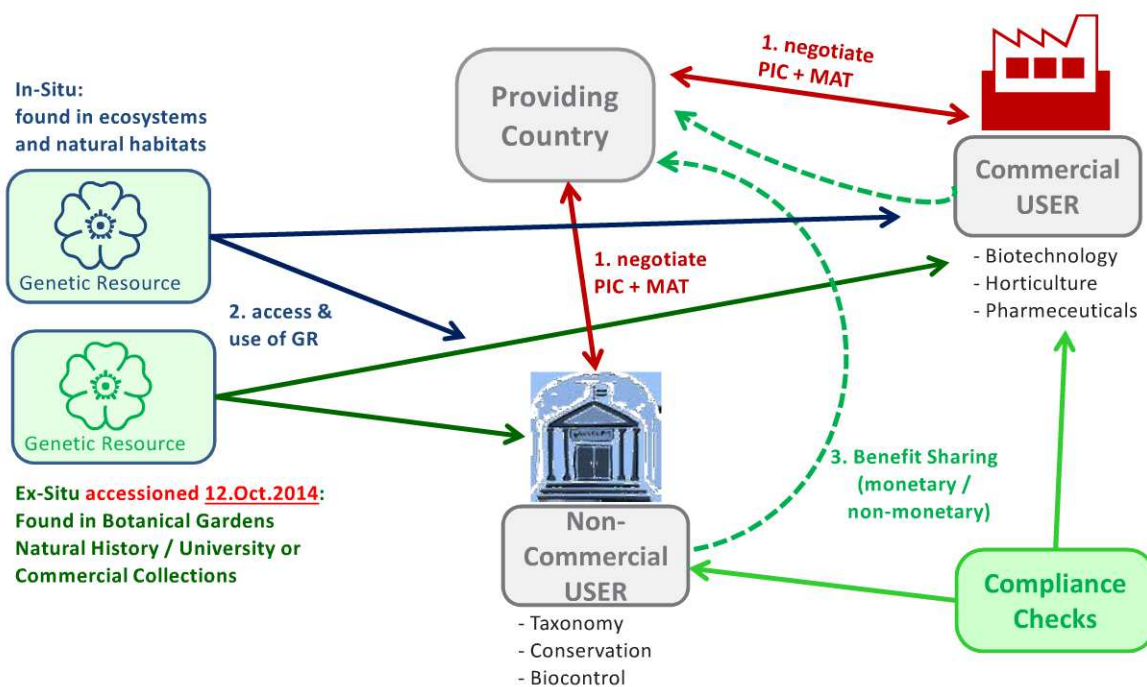 1. negotiate
PIC + MAT
In-Situ:
found in ecosystems
and natural habitats
Providing
Country
Commercial
USER
Genetic Resource
- Biotechnology
- Horticulture
- Pharmeceuticals
1. negotiate
PIC + MAT
2. access &
use of GR
Genetic Resource
3. Benefit Sharing
(monetary /
non-monetary)
Ex-Situ accessioned 12.Oct.2014:
Found in Botanical Gardens
Natural History / University or
Commercial Collections
Non-
Commercial
USER
Compliance
Checks
- Taxonomy
- Conservation
- Biocontrol